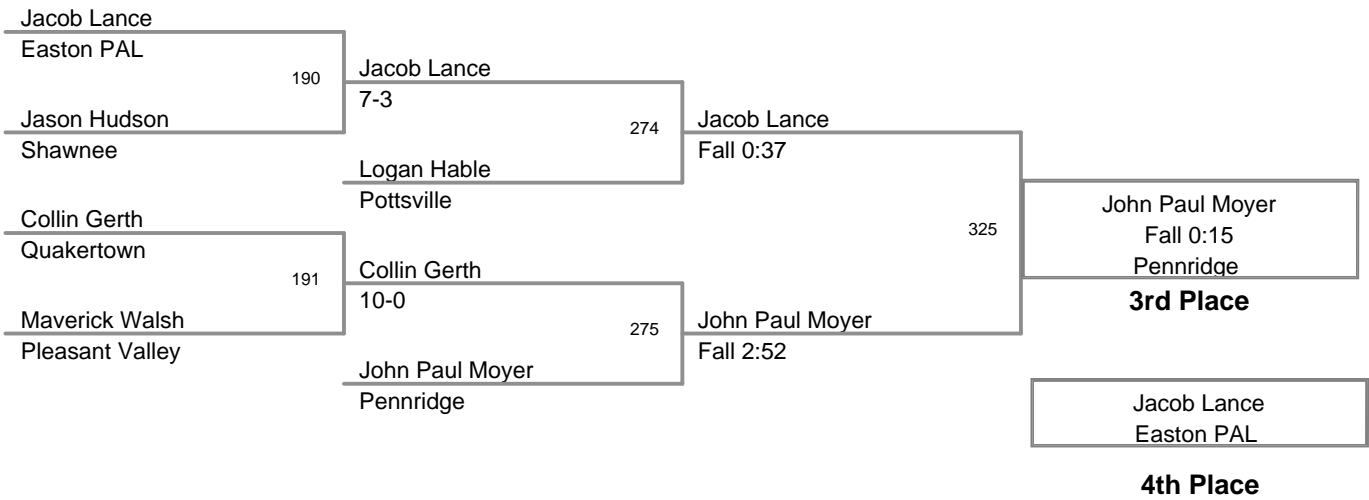 Jacob Lance
Easton PAL
190
Jason Hudson
Shawnee
Collin Gerth
Quakertown
191
Maverick Walsh
Pleasant Valley
Jacob Lance
7-3
274
Logan Hable
Pottsville
Collin Gerth
10-0
275
John Paul Moyer
Pennridge
Jacob Lance
Fall 0:37
325
John Paul Moyer
Fall 2:52
John Paul Moyer
Fall 0:15
Pennridge
3rd Place
Jacob Lance
Easton PAL
4th Place